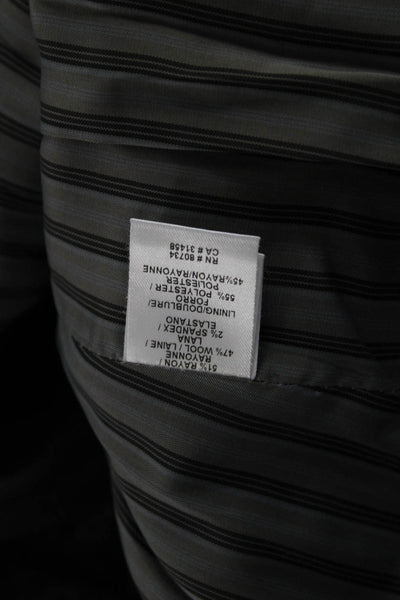 51% RAYON /
RAYONNE
47% WOOL / LAINE /
LANA
2% SPANDEX /
ELASTANO
LINING/DOUBLURE/
FORRO
55% POLYESTER /
POLIESTER
45%RAYON/RAYONNE
RN # 80734
CA # 31458